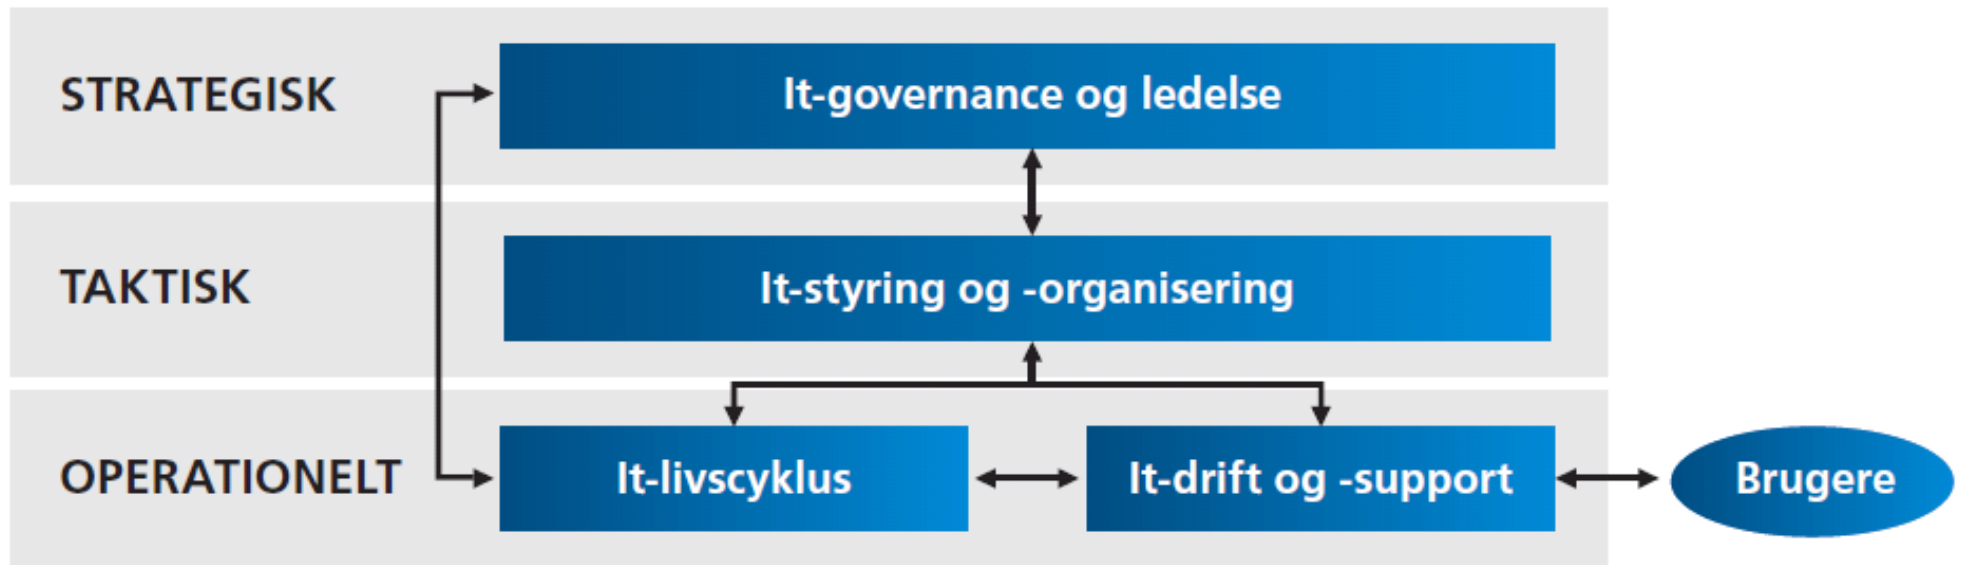 STRATEGISK
It-governance og ledelse
TAKTISK
It-styring og -organisering
OPERATIONELT
It-livscyklus
It-drift og -support
Brugere